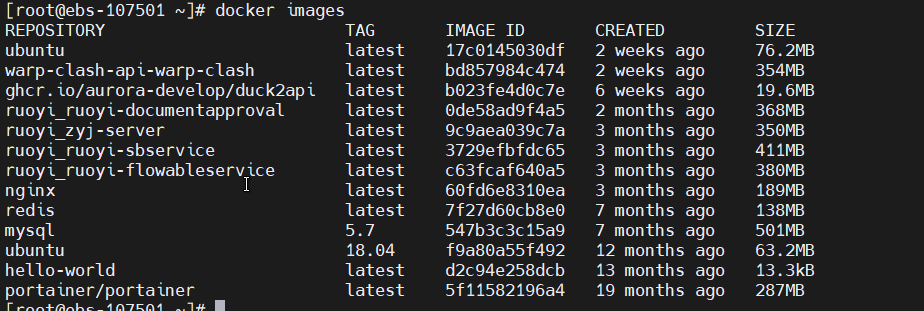 [root@ebs-107501 ~]# docker images
REPOSITORY TAG IMAGE ID CREATED SIZE
ubuntu latest 17c0145030df 2 weeks ago 76.2MB
warp-clash-api-warp-clash latest bd857984c474 2 weeks ago 354MB
ghcr.io/aurora-develop/duck2api latest b023fe4d0c7e 6 weeks ago 19.6MB
ruoyi_ruoyi-documentapproval latest 0de58ad9f4a5 2 months ago 368MB
ruoyi_zyj-server latest 9c9aea039c7a 3 months ago 350MB
ruoyi_ruoyi-sbservice latest 3729efbfdc65 3 months ago 411MB
ruoyi_ruoyi-flowableservice latest c63fcaf640a5 3 months ago 380MB
nginx latest 60fd6e8310ea 3 months ago 189MB
redis latest 7f27d60cb8e0 7 months ago 138MB
mysql 5.7 547b3c3c15a9 7 months ago 501MB
ubuntu 18.04 f9a80a55f492 12 months ago 63.2MB
hello-world latest d2c94e258dcb 13 months ago 13.3kB
portainer/portainer latest 5f11582196a4 19 months ago 287MB
[root@ebs-107501 ~]#